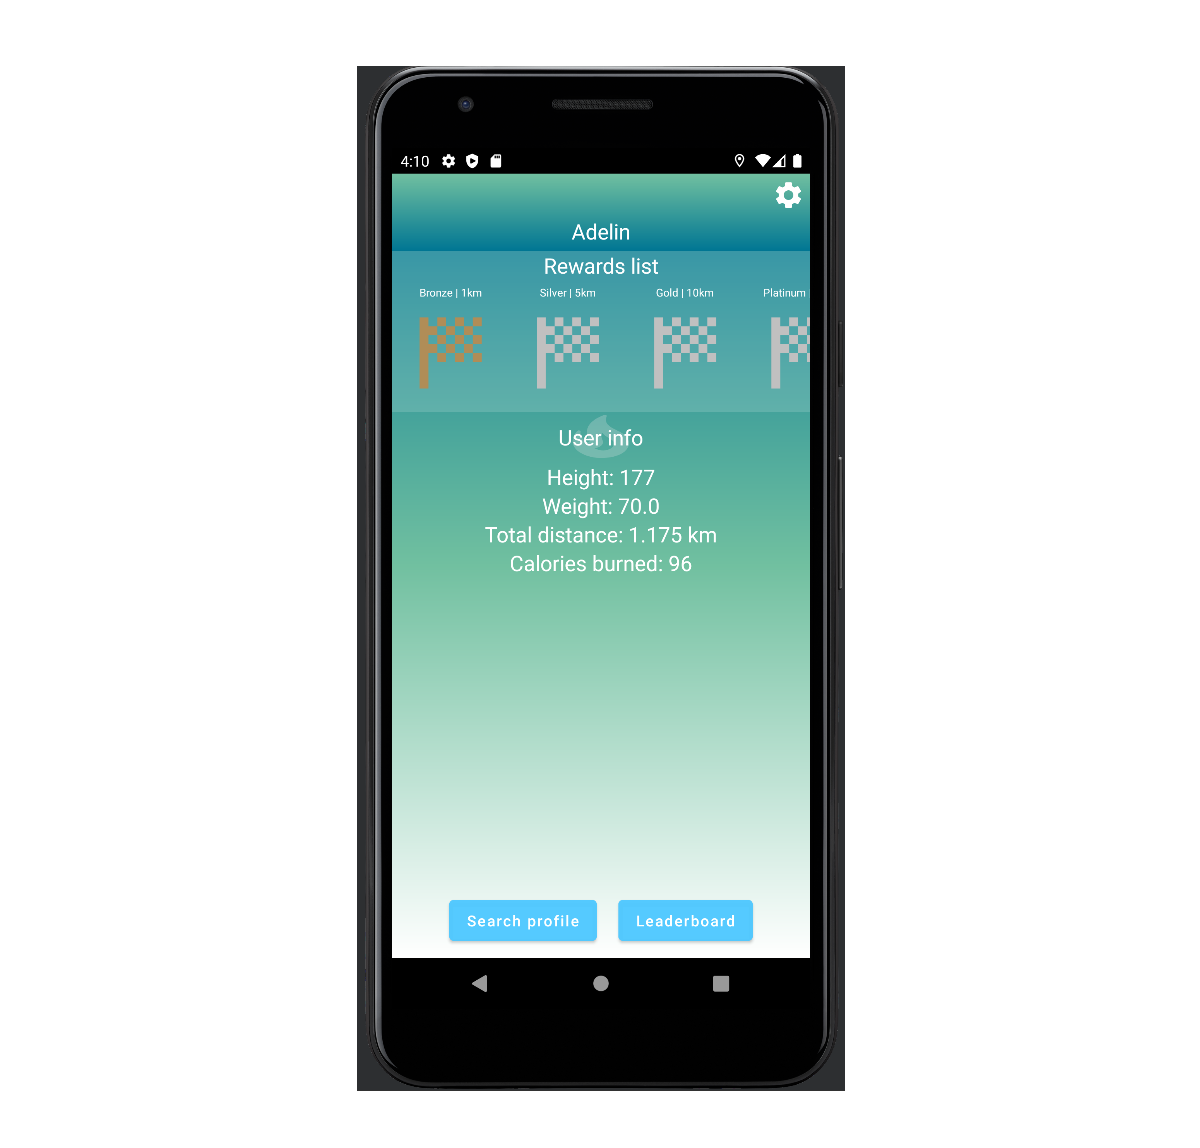 4:10
Adelin
Rewards list
Bronze | 1km Silver | 5km Gold | 10km Platinum
User info
Height: 177
Weight: 70.0
Total distance: 1.175 km
Calories burned: 96
Search profile Leaderboard